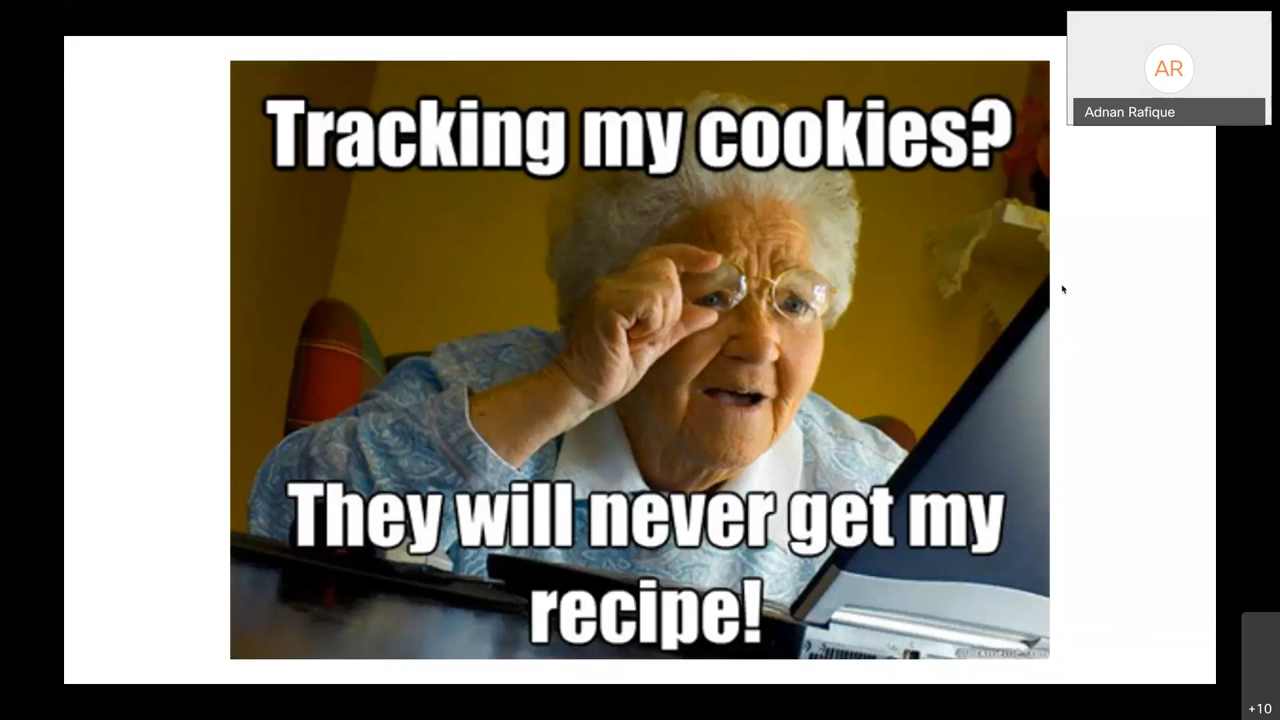 Tracking my cookies?
They will never get my
recipe!
AR
Adnan Rafique
+10